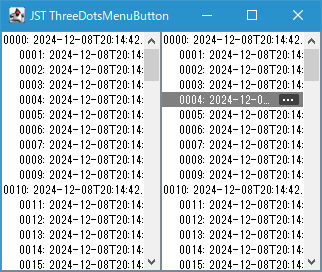 JST ThreeDotsMenuButton
0000: 2024-12-08T20:14:42.
0001: 2024-12-08T20:14:
0002: 2024-12-08T20:14:
0003: 2024-12-08T20:14:
0004: 2024-12-08T20:14:
0005: 2024-12-08T20:14:
0006: 2024-12-08T20:14:
0007: 2024-12-08T20:14:
0008: 2024-12-08T20:14:
0009: 2024-12-08T20:14:
0010: 2024-12-08T20:14:42.
0011: 2024-12-08T20:14:
0012: 2024-12-08T20:14:
0013: 2024-12-08T20:14:
0014: 2024-12-08T20:14:
0015: 2024-12-08T20:14:
0000: 2024-12-08T20:14:42.
0001: 2024-12-08T20:14:
0002: 2024-12-08T20:14:
0003: 2024-12-08T20:14:
0004: 2024-12-0... ...
0005: 2024-12-08T20:14:
0006: 2024-12-08T20:14:
0007: 2024-12-08T20:14:
0008: 2024-12-08T20:14:
0009: 2024-12-08T20:14:
0010: 2024-12-08T20:14:42.
0011: 2024-12-08T20:14:
0012: 2024-12-08T20:14:
0013: 2024-12-08T20:14:
0014: 2024-12-08T20:14:
0015: 2024-12-08T20:14: